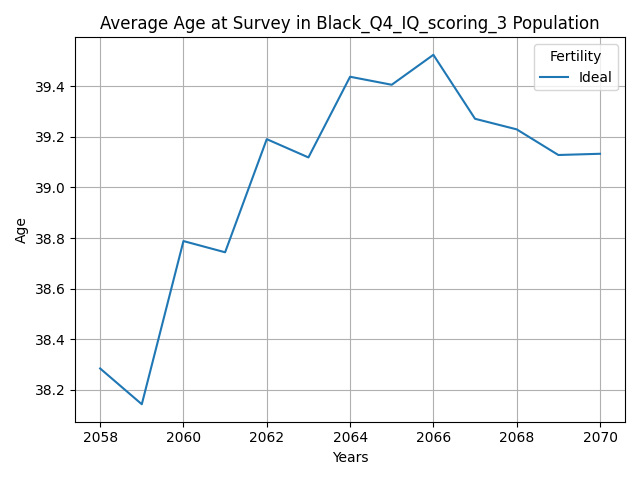 Average Age at Survey in Black_Q4_IQ_scoring_3 Population
Fertility
Ideal
39.4
39.2
39.0
38.8
38.6
38.4
38.2
Age
2058 2060 2062 2064 2066 2068 2070
Years